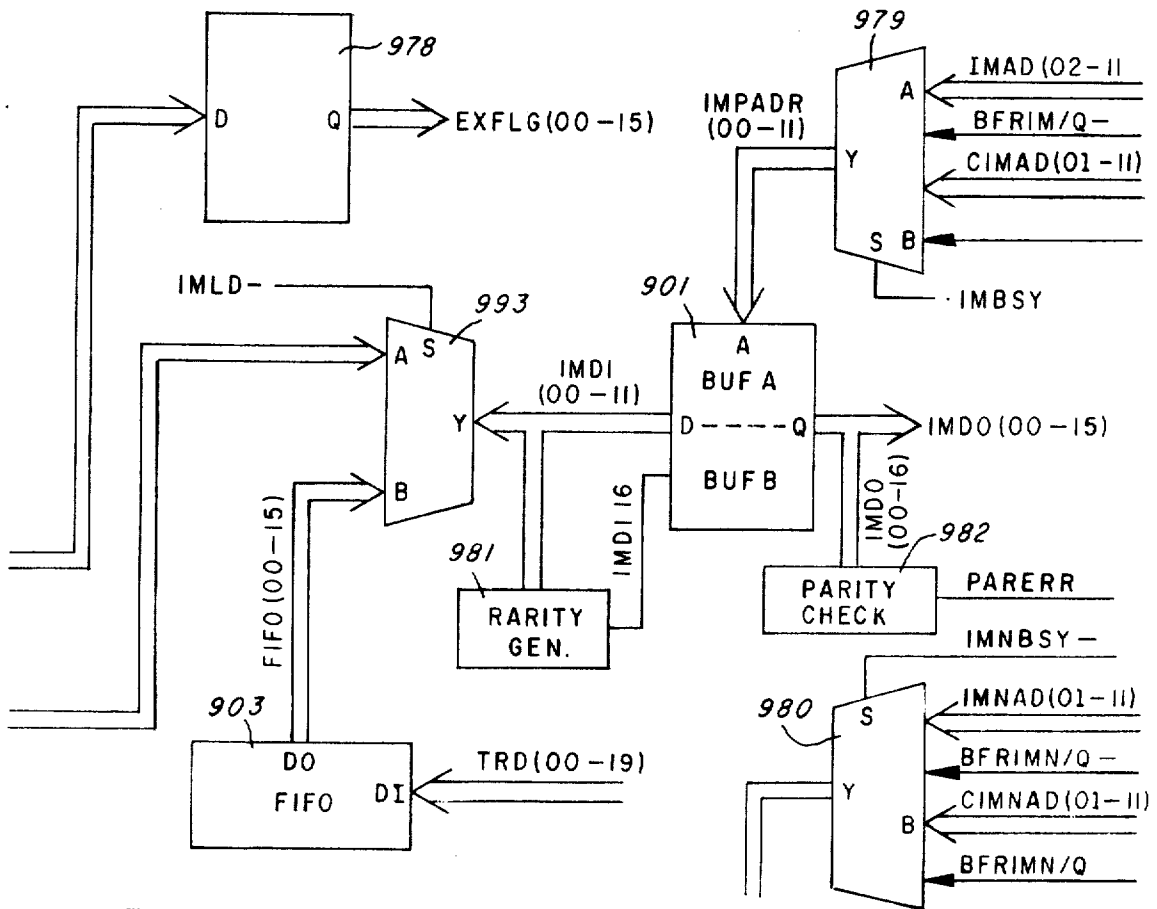 978
979
IMAD(02-11
A
IMPADR
(00-11)
BFRIM/Q-
D
Q
EXFLG(00-15)
Y
CIMAD(01-11)
S
B
IMLD-
993
901
IMBSY
A
S
IMDI
(00-11)
A
BUF A
Y
D-----Q
IMDO(00-15)
B
BUF B
FIFO(00-15)
981
IMDI16
IMDO
(00-16)
982
RARITY
GEN.
PARITY
CHECK
PARERR
IMNBSY-
903
980
S
IMNAD(01-11)
DO
TRD(00-19)
BFRIMN/Q-
FIFO
DI
Y
CIMNAD(01-11)
B
BFRIMN/Q